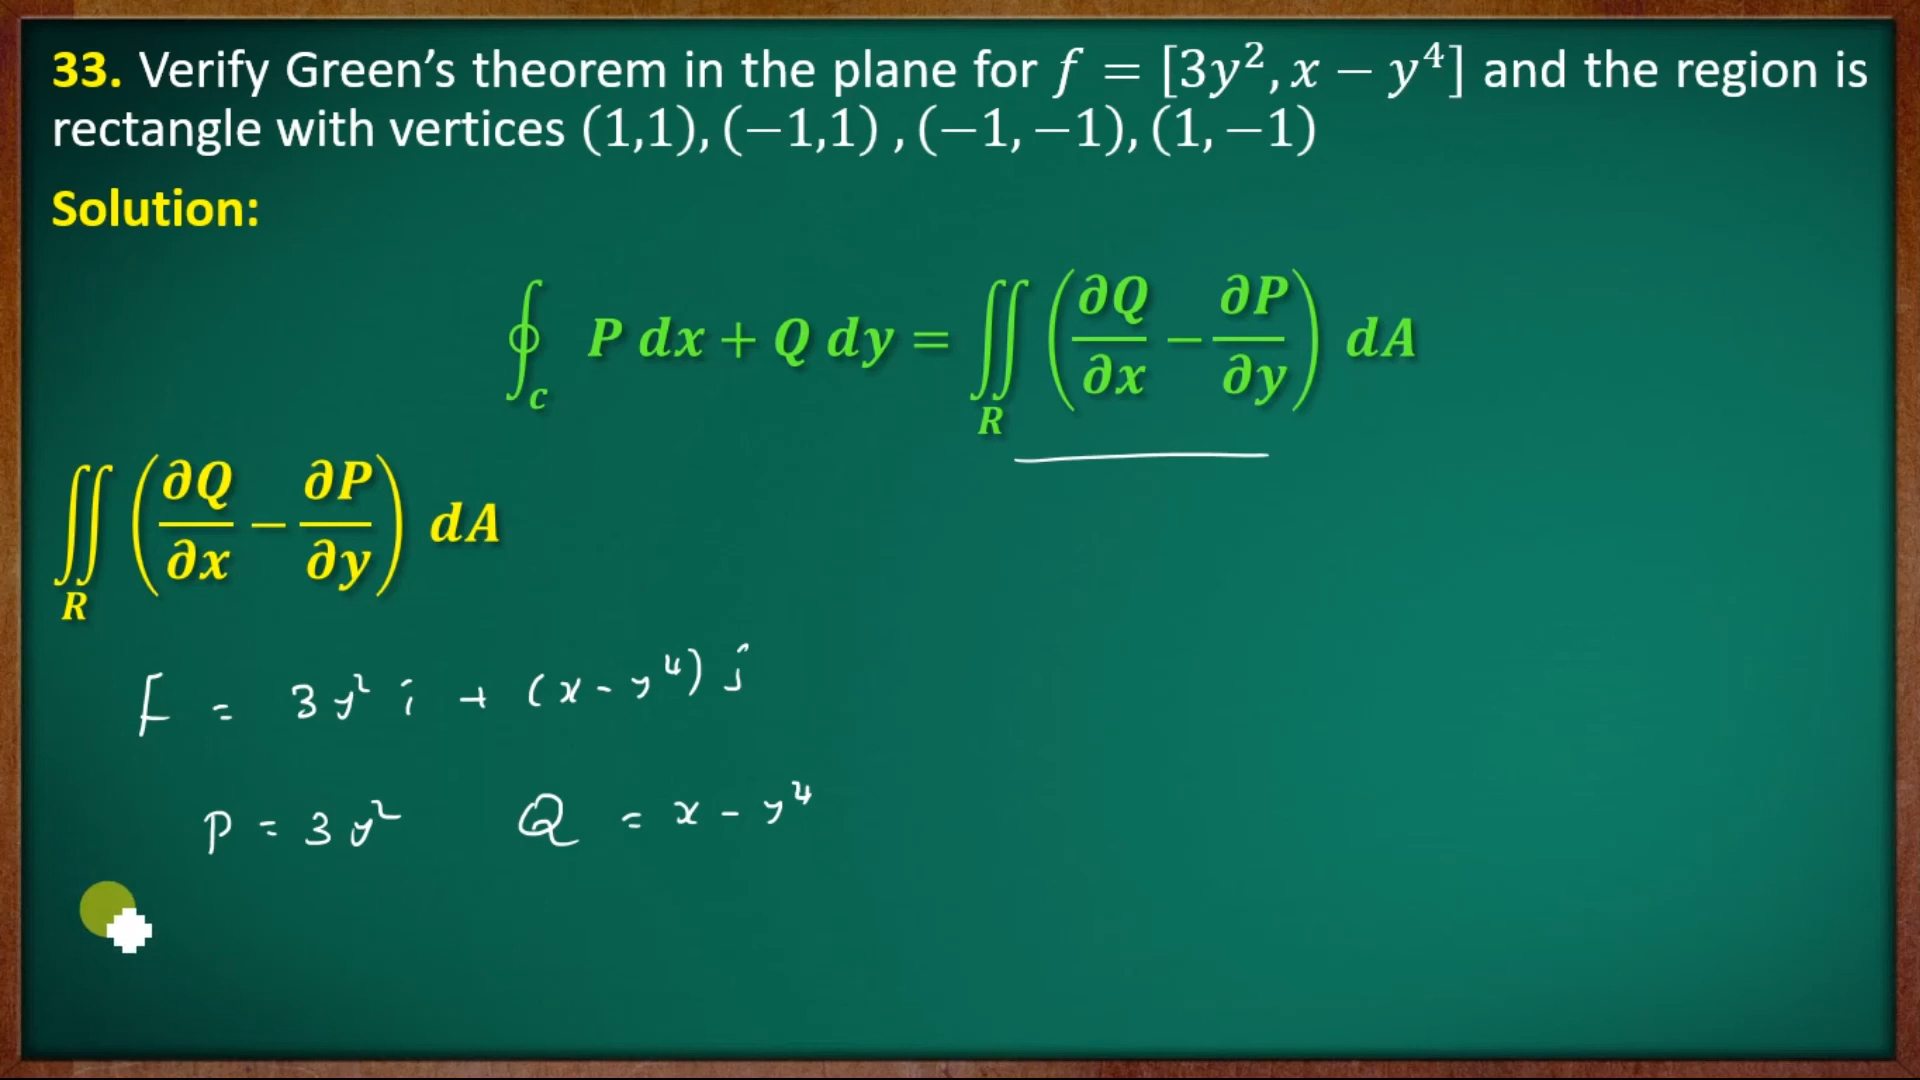 33. Verify Green's theorem in the plane for f = [3y², x − y⁴] and the region is
rectangle with vertices (1,1), (−1,1) , (−1, −1), (1, −1)
Solution:
∮_c P dx + Q dy = ∬_R (∂Q/∂x − ∂P/∂y) dA
∬_R (∂Q/∂x − ∂P/∂y) dA
F = 3y² i + (x − y⁴) j
P = 3y² Q = x − y⁴